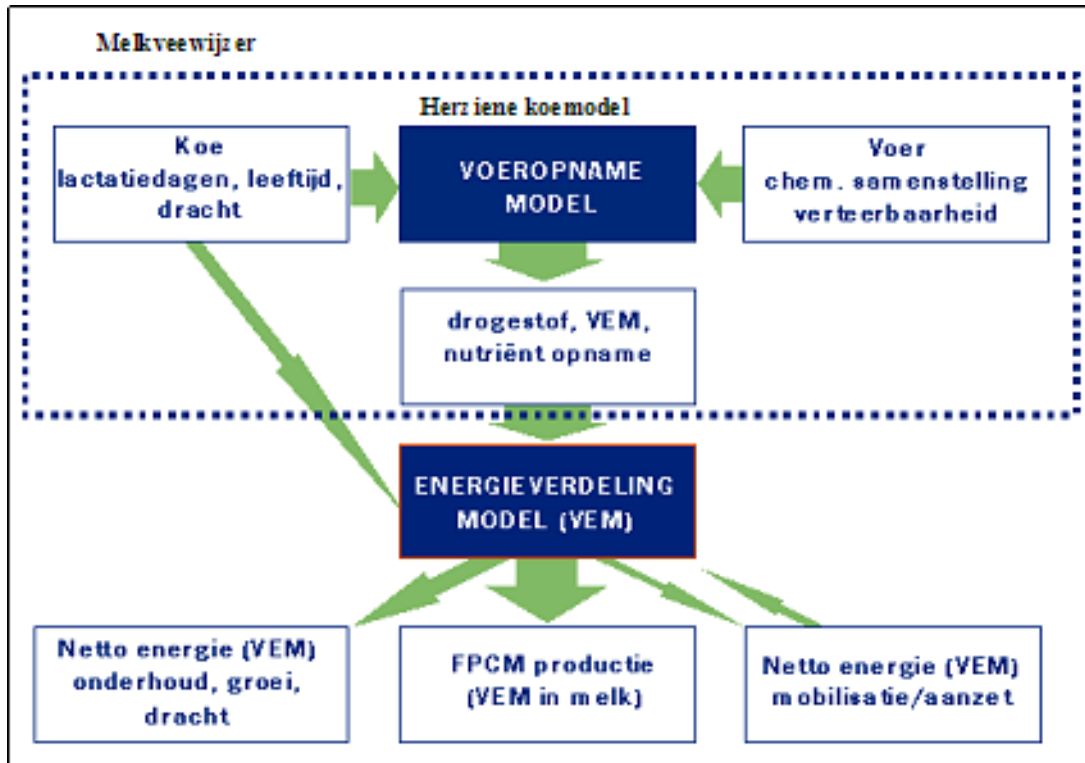 Melkveewijzer
Herziene koemodel
Koe
lactatiedagen, leeftijd,
dracht
VOEROPNAME
MODEL
Voer
chem. samenstelling
verteerbaarheid
drogestof, VEM,
nutriënt opname
ENERGIEVERDELING
MODEL (VEM)
Netto energie (VEM)
onderhoud, groei,
dracht
FPCM productie
(VEM in melk)
Netto energie (VEM)
mobilisatie/aanzet